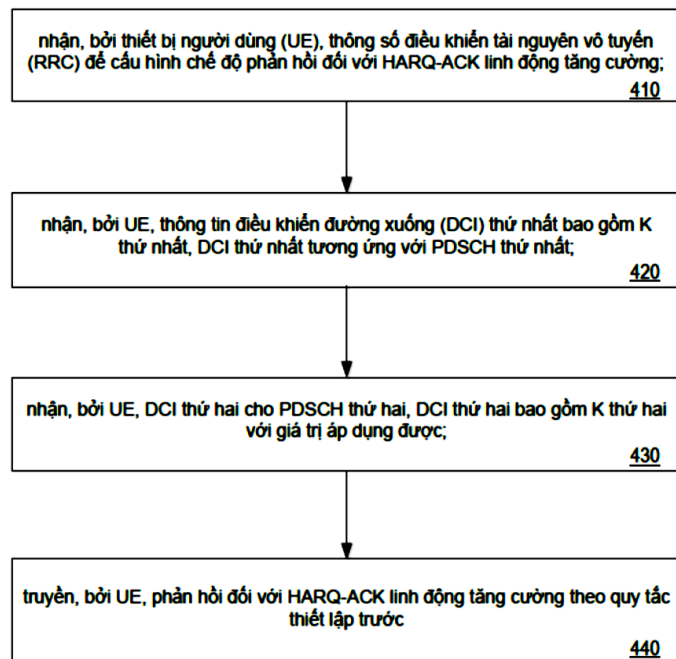 nhận, bởi thiết bị người dùng (UE), thông số điều khiển tài nguyên vô tuyến
(RRC) để cấu hình chế độ phản hồi đối với HARQ-ACK linh động tăng cường;
410
nhận, bởi UE, thông tin điều khiển đường xuống (DCI) thứ nhất bao gồm K
thứ nhất, DCI thứ nhất tương ứng với PDSCH thứ nhất;
420
nhận, bởi UE, DCI thứ hai cho PDSCH thứ hai, DCI thứ hai bao gồm K thứ hai
với giá trị áp dụng được;
430
truyền, bởi UE, phản hồi đối với HARQ-ACK linh động tăng cường theo quy tắc
thiết lập trước
440